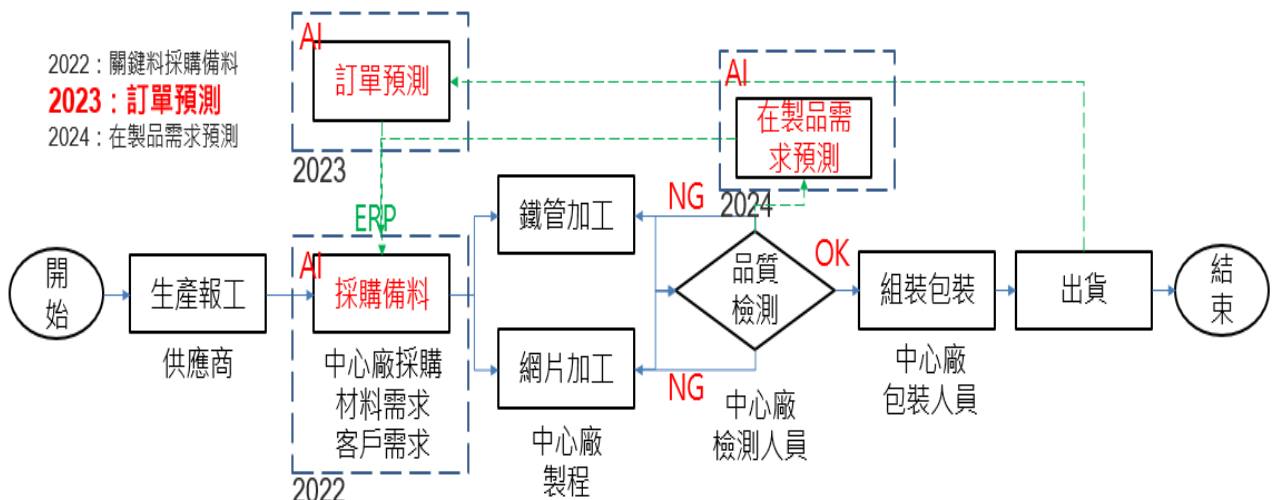 2022：關鍵料採購備料
2023：訂單預測
2024：在製品需求預測
AI
訂單預測
2023
AI
在製品需
求預測
2024
ERP
開
始
生產報工
供應商
AI
採購備料
中心廠採購
材料需求
客戶需求
2022
鐵管加工
網片加工
中心廠
製程
NG
NG
品質
檢測
中心廠
檢測人員
OK
組裝包裝
中心廠
包裝人員
出貨
結
束